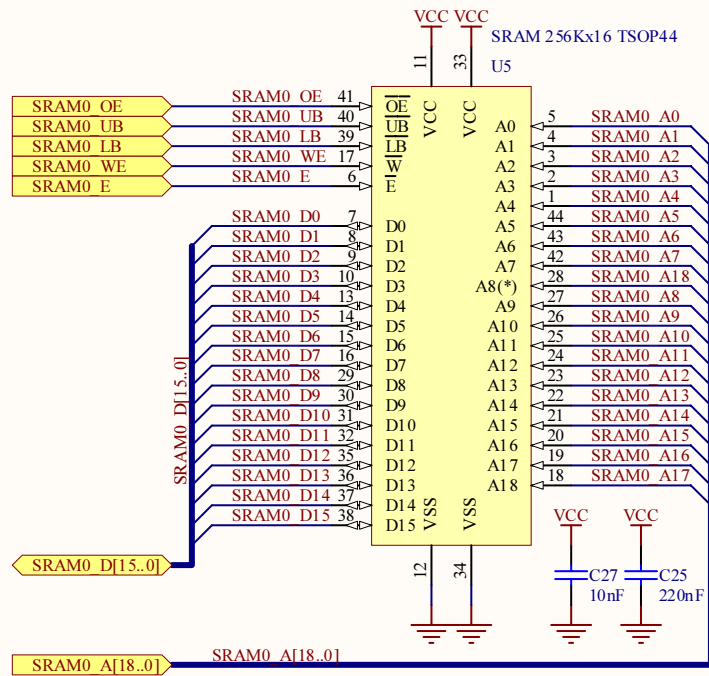 VCC VCC
SRAM 256Kx16 TSOP44
U5
11 33
VCC VCC
SRAM0_OE SRAM0_OE 41 OE
SRAM0_UB SRAM0_UB 40 UB
SRAM0_LB SRAM0_LB 39 LB
SRAM0_WE SRAM0_WE 17 W
SRAM0_E SRAM0_E 6 E
A0 5 SRAM0_A0
A1 4 SRAM0_A1
A2 3 SRAM0_A2
A3 2 SRAM0_A3
A4 1 SRAM0_A4
SRAM0_D0 7 D0 A5 44 SRAM0_A5
SRAM0_D1 8 D1 A6 43 SRAM0_A6
SRAM0_D2 9 D2 A7 42 SRAM0_A7
SRAM0_D3 10 D3 A8(*) 28 SRAM0_A18
SRAM0_D4 13 D4 A9 27 SRAM0_A8
SRAM0_D5 14 D5 A10 26 SRAM0_A9
SRAM0_D6 15 D6 A11 25 SRAM0_A10
SRAM0_D7 16 D7 A12 24 SRAM0_A11
SRAM0_D8 29 D8 A13 23 SRAM0_A12
SRAM0_D9 30 D9 A14 22 SRAM0_A13
SRAM0_D10 31 D10 A15 21 SRAM0_A14
SRAM0_D11 32 D11 A16 20 SRAM0_A15
SRAM0_D12 35 D12 A17 19 SRAM0_A16
SRAM0_D13 36 D13 A18 18 SRAM0_A17
SRAM0_D14 37 D14
SRAM0_D15 38 D15
SRAM0_D[15..0]
VSS VSS
12 34
VCC VCC
C27 C25
10nF 220nF
SRAM0_D[15..0]
SRAM0_A[18..0] SRAM0_A[18..0]